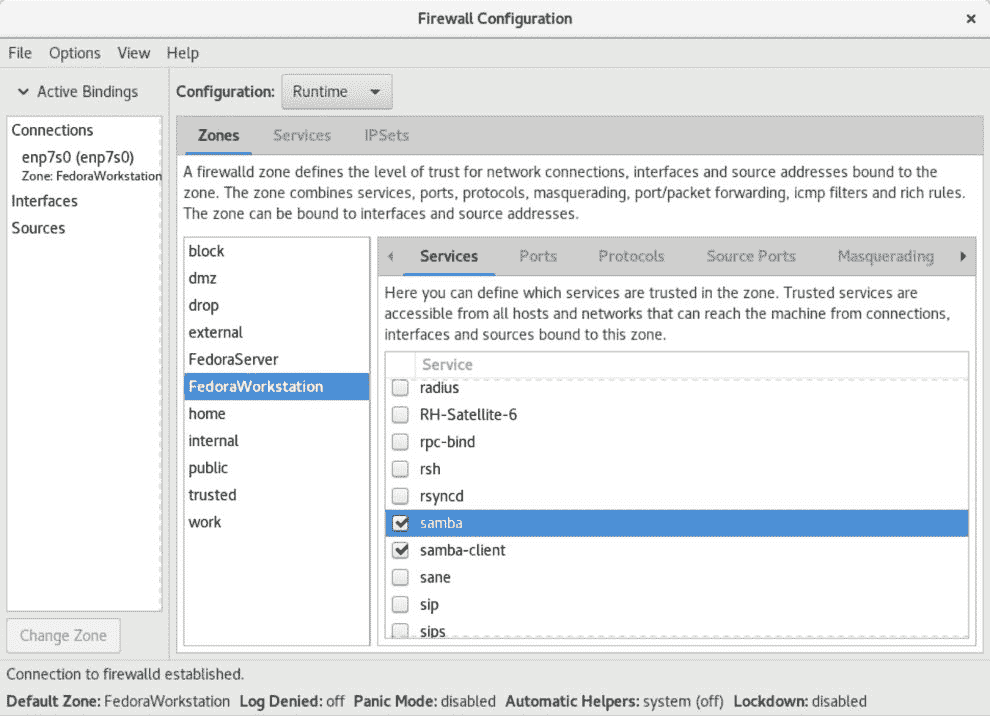 Firewall Configuration ×
File Options View Help
Active Bindings
Configuration: Runtime
Connections
enp7s0 (enp7s0)
Zone: FedoraWorkstation
Interfaces
Sources
Change Zone
Zones Services IPSets
A firewalld zone defines the level of trust for network connections, interfaces and source addresses bound to the
zone. The zone combines services, ports, protocols, masquerading, port/packet forwarding, icmp filters and rich rules.
The zone can be bound to interfaces and source addresses.
block
dmz
drop
external
FedoraServer
FedoraWorkstation
home
internal
public
trusted
work
Services Ports Protocols Source Ports Masquerading
Here you can define which services are trusted in the zone. Trusted services are
accessible from all hosts and networks that can reach the machine from connections,
interfaces and sources bound to this zone.
Service
radius
RH-Satellite-6
rpc-bind
rsh
rsyncd
samba
samba-client
sane
sip
sips
Connection to firewalld established.
Default Zone: FedoraWorkstation Log Denied: off Panic Mode: disabled Automatic Helpers: system (off) Lockdown: disabled